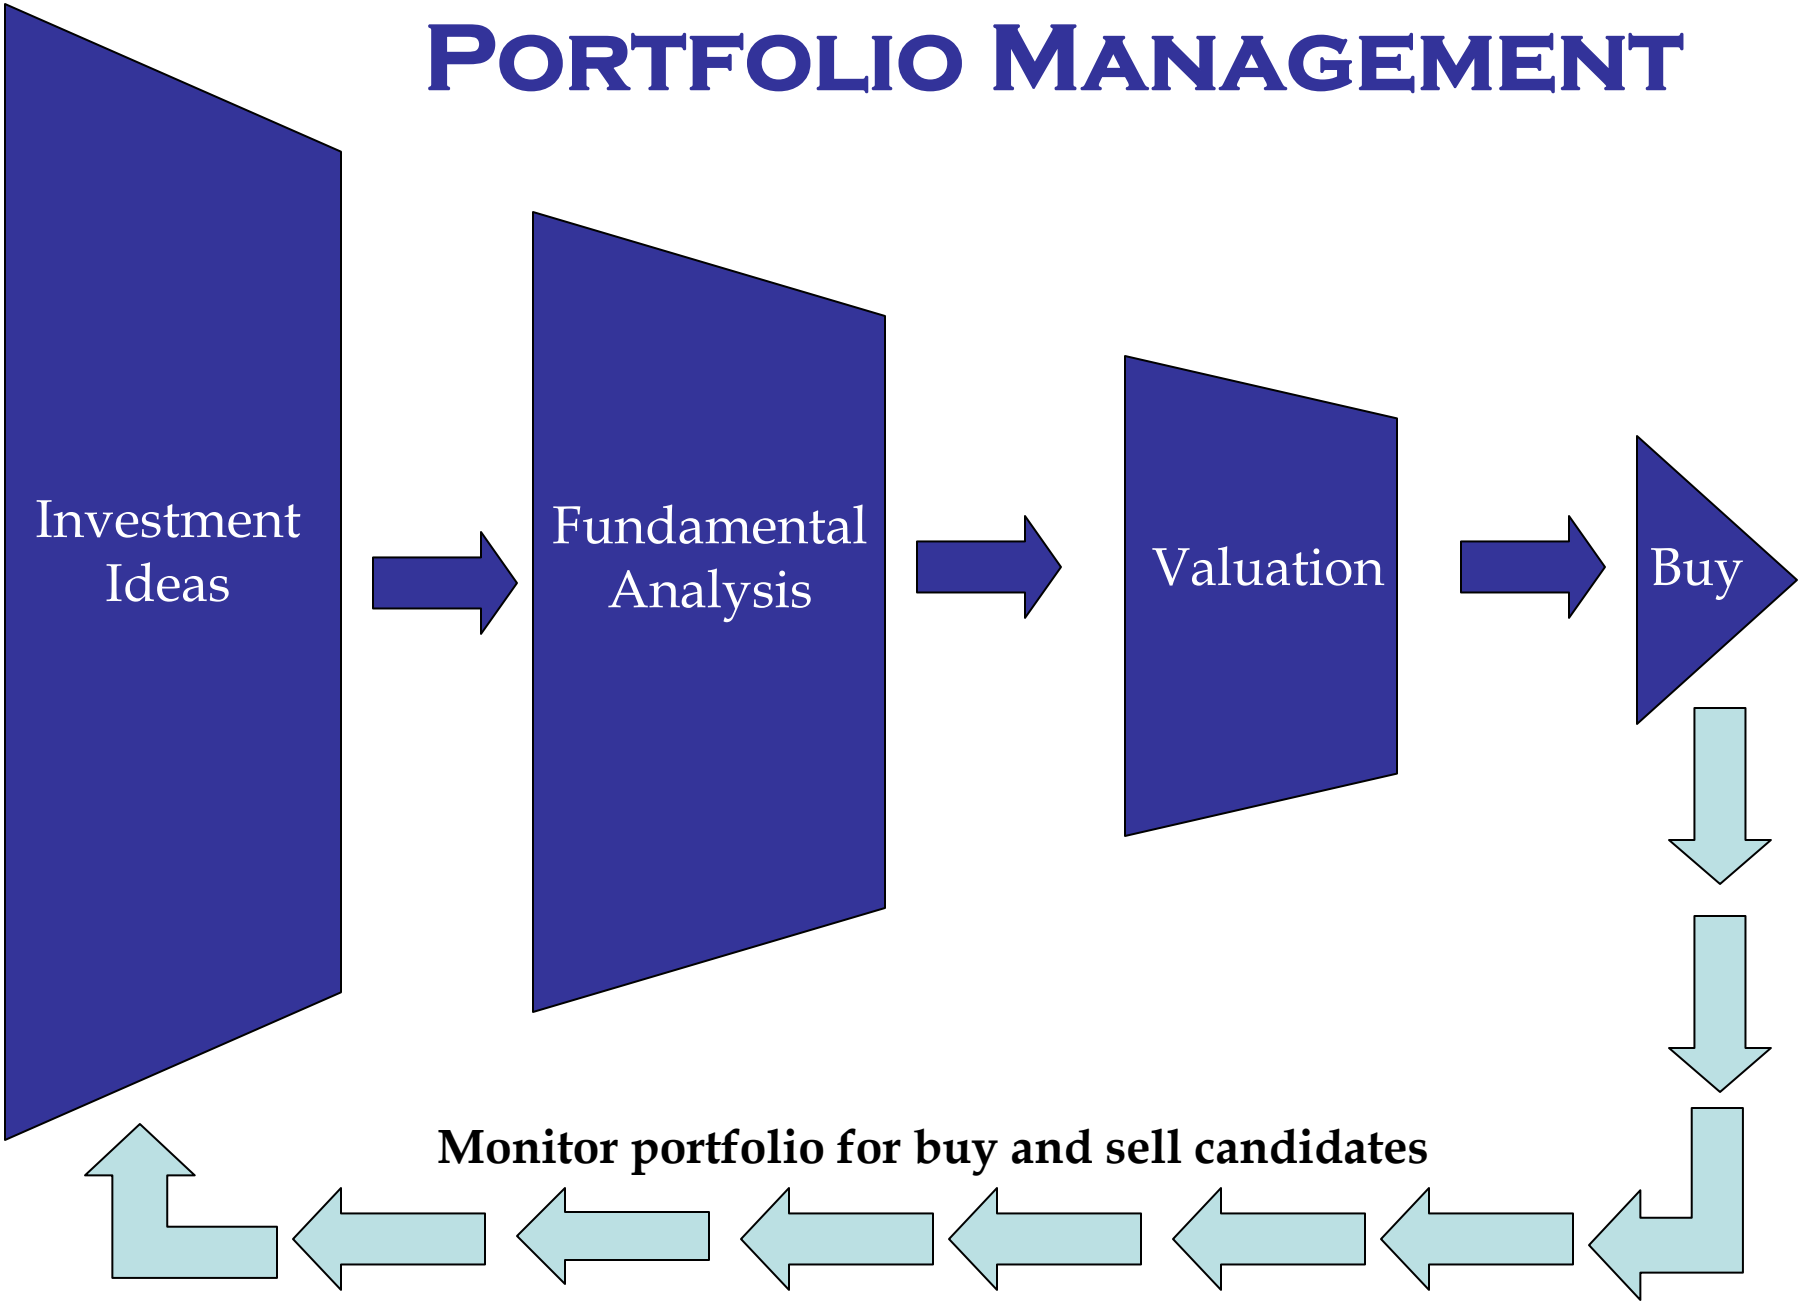 PORTFOLIO MANAGEMENT
Investment
Ideas
Fundamental
Analysis
Valuation
Buy
Monitor portfolio for buy and sell candidates